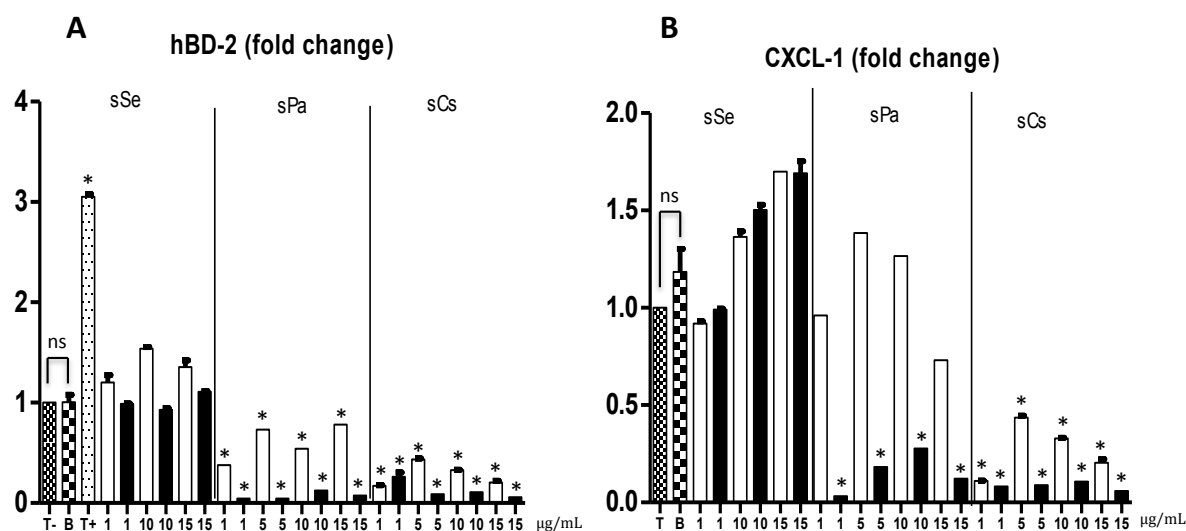 A
hBD-2 (fold change)
sSe sPa sCs
4
3
2
1
0
ns
*
* * * * * * * * * * * * * * * *
T- B T+ 1 1 10 10 15 15 1 1 5 5 10 10 15 15 1 1 5 5 10 10 15 15 µg/mL
B
CXCL-1 (fold change)
sSe sPa sCs
2.0
1.5
1.0
0.5
0.0
ns
* * * * * * * * * * * *
T B 1 1 10 10 15 15 1 1 5 5 10 10 15 15 1 1 5 5 10 10 15 15 µg/mL